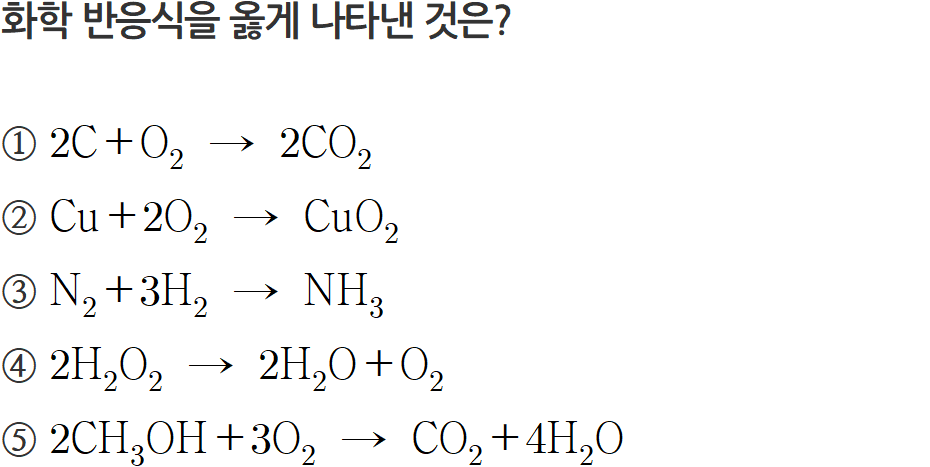 화학 반응식을 옳게 나타낸 것은?
① 2C+O₂ → 2CO₂
② Cu+2O₂ → CuO₂
③ N₂+3H₂ → NH₃
④ 2H₂O₂ → 2H₂O+O₂
⑤ 2CH₃OH+3O₂ → CO₂+4H₂O